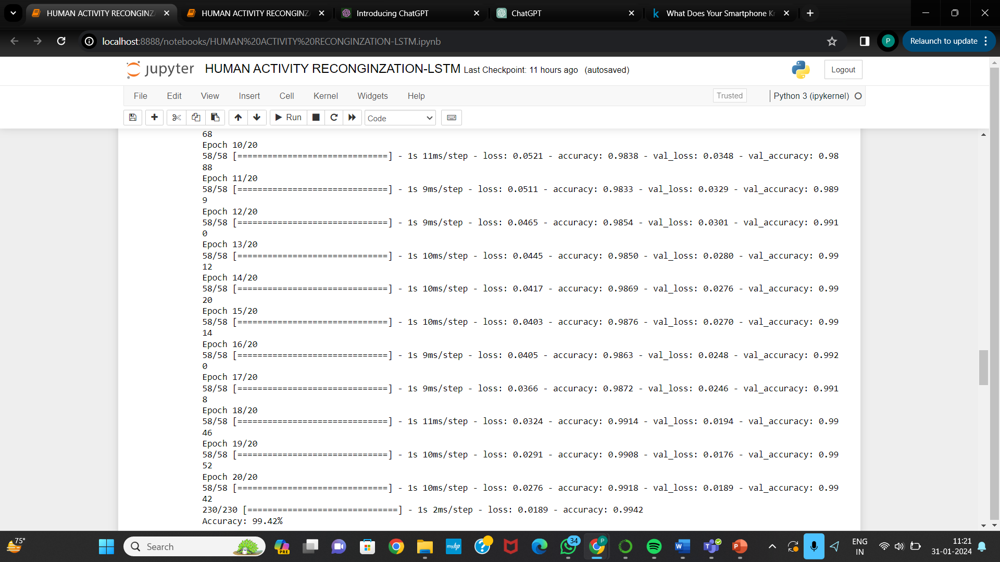 HUMAN ACTIVITY RECONGINZA
HUMAN ACTIVITY RECONGINZA
Introducing ChatGPT
ChatGPT
What Does Your Smartphone Kn
localhost:8888/notebooks/HUMAN%20ACTIVITY%20RECONGINZATION-LSTM.ipynb
P
Relaunch to update
jupyter
HUMAN ACTIVITY RECONGINZATION-LSTM Last Checkpoint: 11 hours ago (autosaved)
Logout
File Edit View Insert Cell Kernel Widgets Help
Trusted
Python 3 (ipykernel)
Run
Code
68
Epoch 10/20
58/58 [==============================] - 1s 11ms/step - loss: 0.0521 - accuracy: 0.9838 - val_loss: 0.0348 - val_accuracy: 0.98
88
Epoch 11/20
58/58 [==============================] - 1s 9ms/step - loss: 0.0511 - accuracy: 0.9833 - val_loss: 0.0329 - val_accuracy: 0.989
9
Epoch 12/20
58/58 [==============================] - 1s 9ms/step - loss: 0.0465 - accuracy: 0.9854 - val_loss: 0.0301 - val_accuracy: 0.991
0
Epoch 13/20
58/58 [==============================] - 1s 10ms/step - loss: 0.0445 - accuracy: 0.9850 - val_loss: 0.0280 - val_accuracy: 0.99
12
Epoch 14/20
58/58 [==============================] - 1s 10ms/step - loss: 0.0417 - accuracy: 0.9869 - val_loss: 0.0276 - val_accuracy: 0.99
20
Epoch 15/20
58/58 [==============================] - 1s 10ms/step - loss: 0.0403 - accuracy: 0.9876 - val_loss: 0.0270 - val_accuracy: 0.99
14
Epoch 16/20
58/58 [==============================] - 1s 9ms/step - loss: 0.0405 - accuracy: 0.9863 - val_loss: 0.0248 - val_accuracy: 0.992
0
Epoch 17/20
58/58 [==============================] - 1s 9ms/step - loss: 0.0366 - accuracy: 0.9872 - val_loss: 0.0246 - val_accuracy: 0.991
8
Epoch 18/20
58/58 [==============================] - 1s 11ms/step - loss: 0.0324 - accuracy: 0.9914 - val_loss: 0.0194 - val_accuracy: 0.99
46
Epoch 19/20
58/58 [==============================] - 1s 10ms/step - loss: 0.0291 - accuracy: 0.9908 - val_loss: 0.0176 - val_accuracy: 0.99
52
Epoch 20/20
58/58 [==============================] - 1s 10ms/step - loss: 0.0276 - accuracy: 0.9918 - val_loss: 0.0189 - val_accuracy: 0.99
42
230/230 [==============================] - 1s 2ms/step - loss: 0.0189 - accuracy: 0.9942
Accuracy: 99.42%
75°
Search
PRE
myhp
34
P
ENG
IN
11:21
31-01-2024